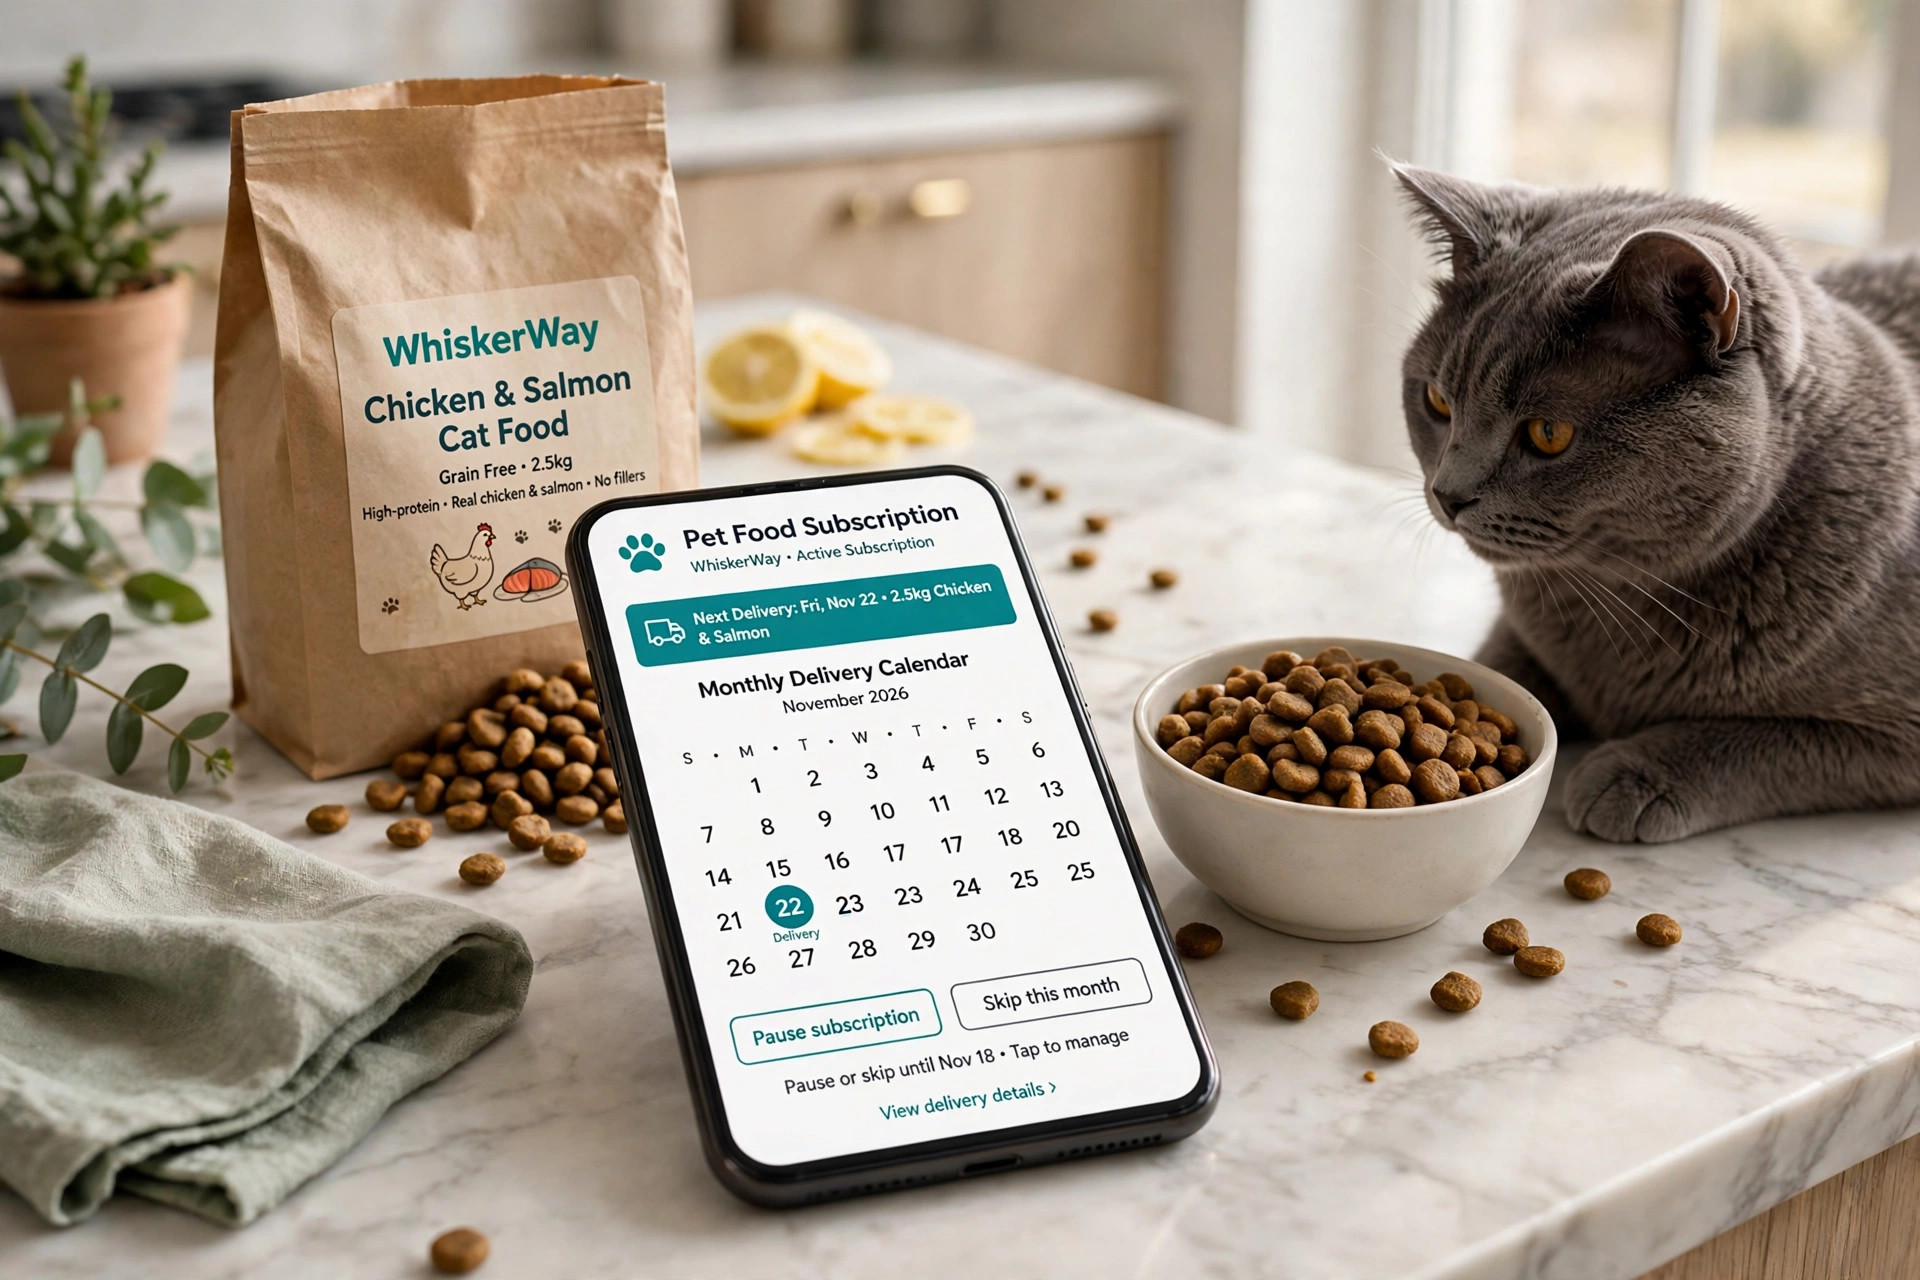 WhiskerWay
Chicken & Salmon
Cat Food
Grain Free • 2.5kg
High-protein • Real chicken & salmon • No fillers
Pet Food Subscription
WhiskerWay • Active Subscription
Next Delivery: Fri, Nov 22 • 2.5kg Chicken
& Salmon
Monthly Delivery Calendar
November 2026
S • M • T • W • T • F • S
1 2 3 4 5 6
7 8 9 10 11 12 13
14 15 16 17 17 18 20
21 22 23 23 24 25 25
Delivery
26 27 28 29 30
Pause subscription
Skip this month
Pause or skip until Nov 18 • Tap to manage
View delivery details ›